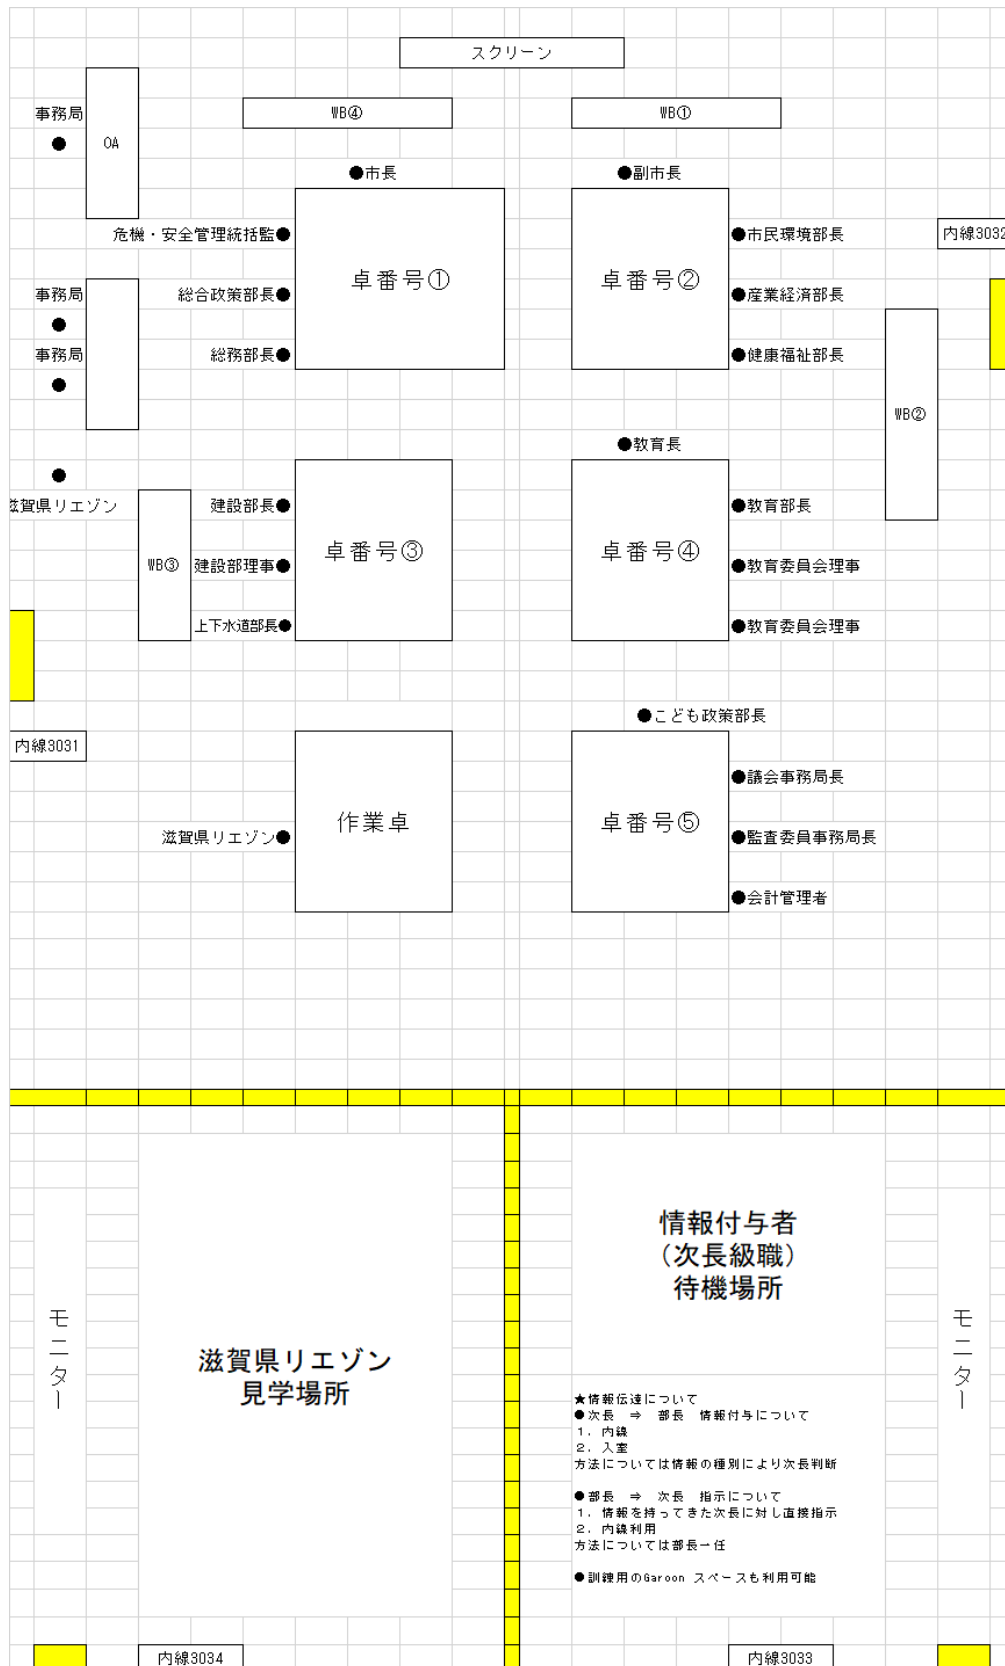 スクリーン
WB④
WB①
事務局
●
OA
●市長
●副市長
危機・安全管理統括監●
●市民環境部長
内線3032
卓番号①
卓番号②
事務局
●
総合政策部長●
●産業経済部長
事務局
●
総務部長●
●健康福祉部長
WB②
●教育長
●
滋賀県リエゾン
建設部長●
●教育部長
WB③
建設部理事●
卓番号③
卓番号④
●教育委員会理事
上下水道部長●
●教育委員会理事
●こども政策部長
内線3031
●議会事務局長
作業卓
卓番号⑤
滋賀県リエゾン●
●監査委員事務局長
●会計管理者
モニター
滋賀県リエゾン
見学場所
情報付与者
（次長級職）
待機場所
モニター
★情報伝達について
●次長　⇒　部長　情報付与について
1. 内線
2. 入室
方法については情報の種別により次長判断
●部長　⇒　次長　指示について
1. 情報を持ってきた次長に対し直接指示
2. 内線利用
方法については部長一任
●訓練用のGaroon スペースも利用可能
内線3034
内線3033